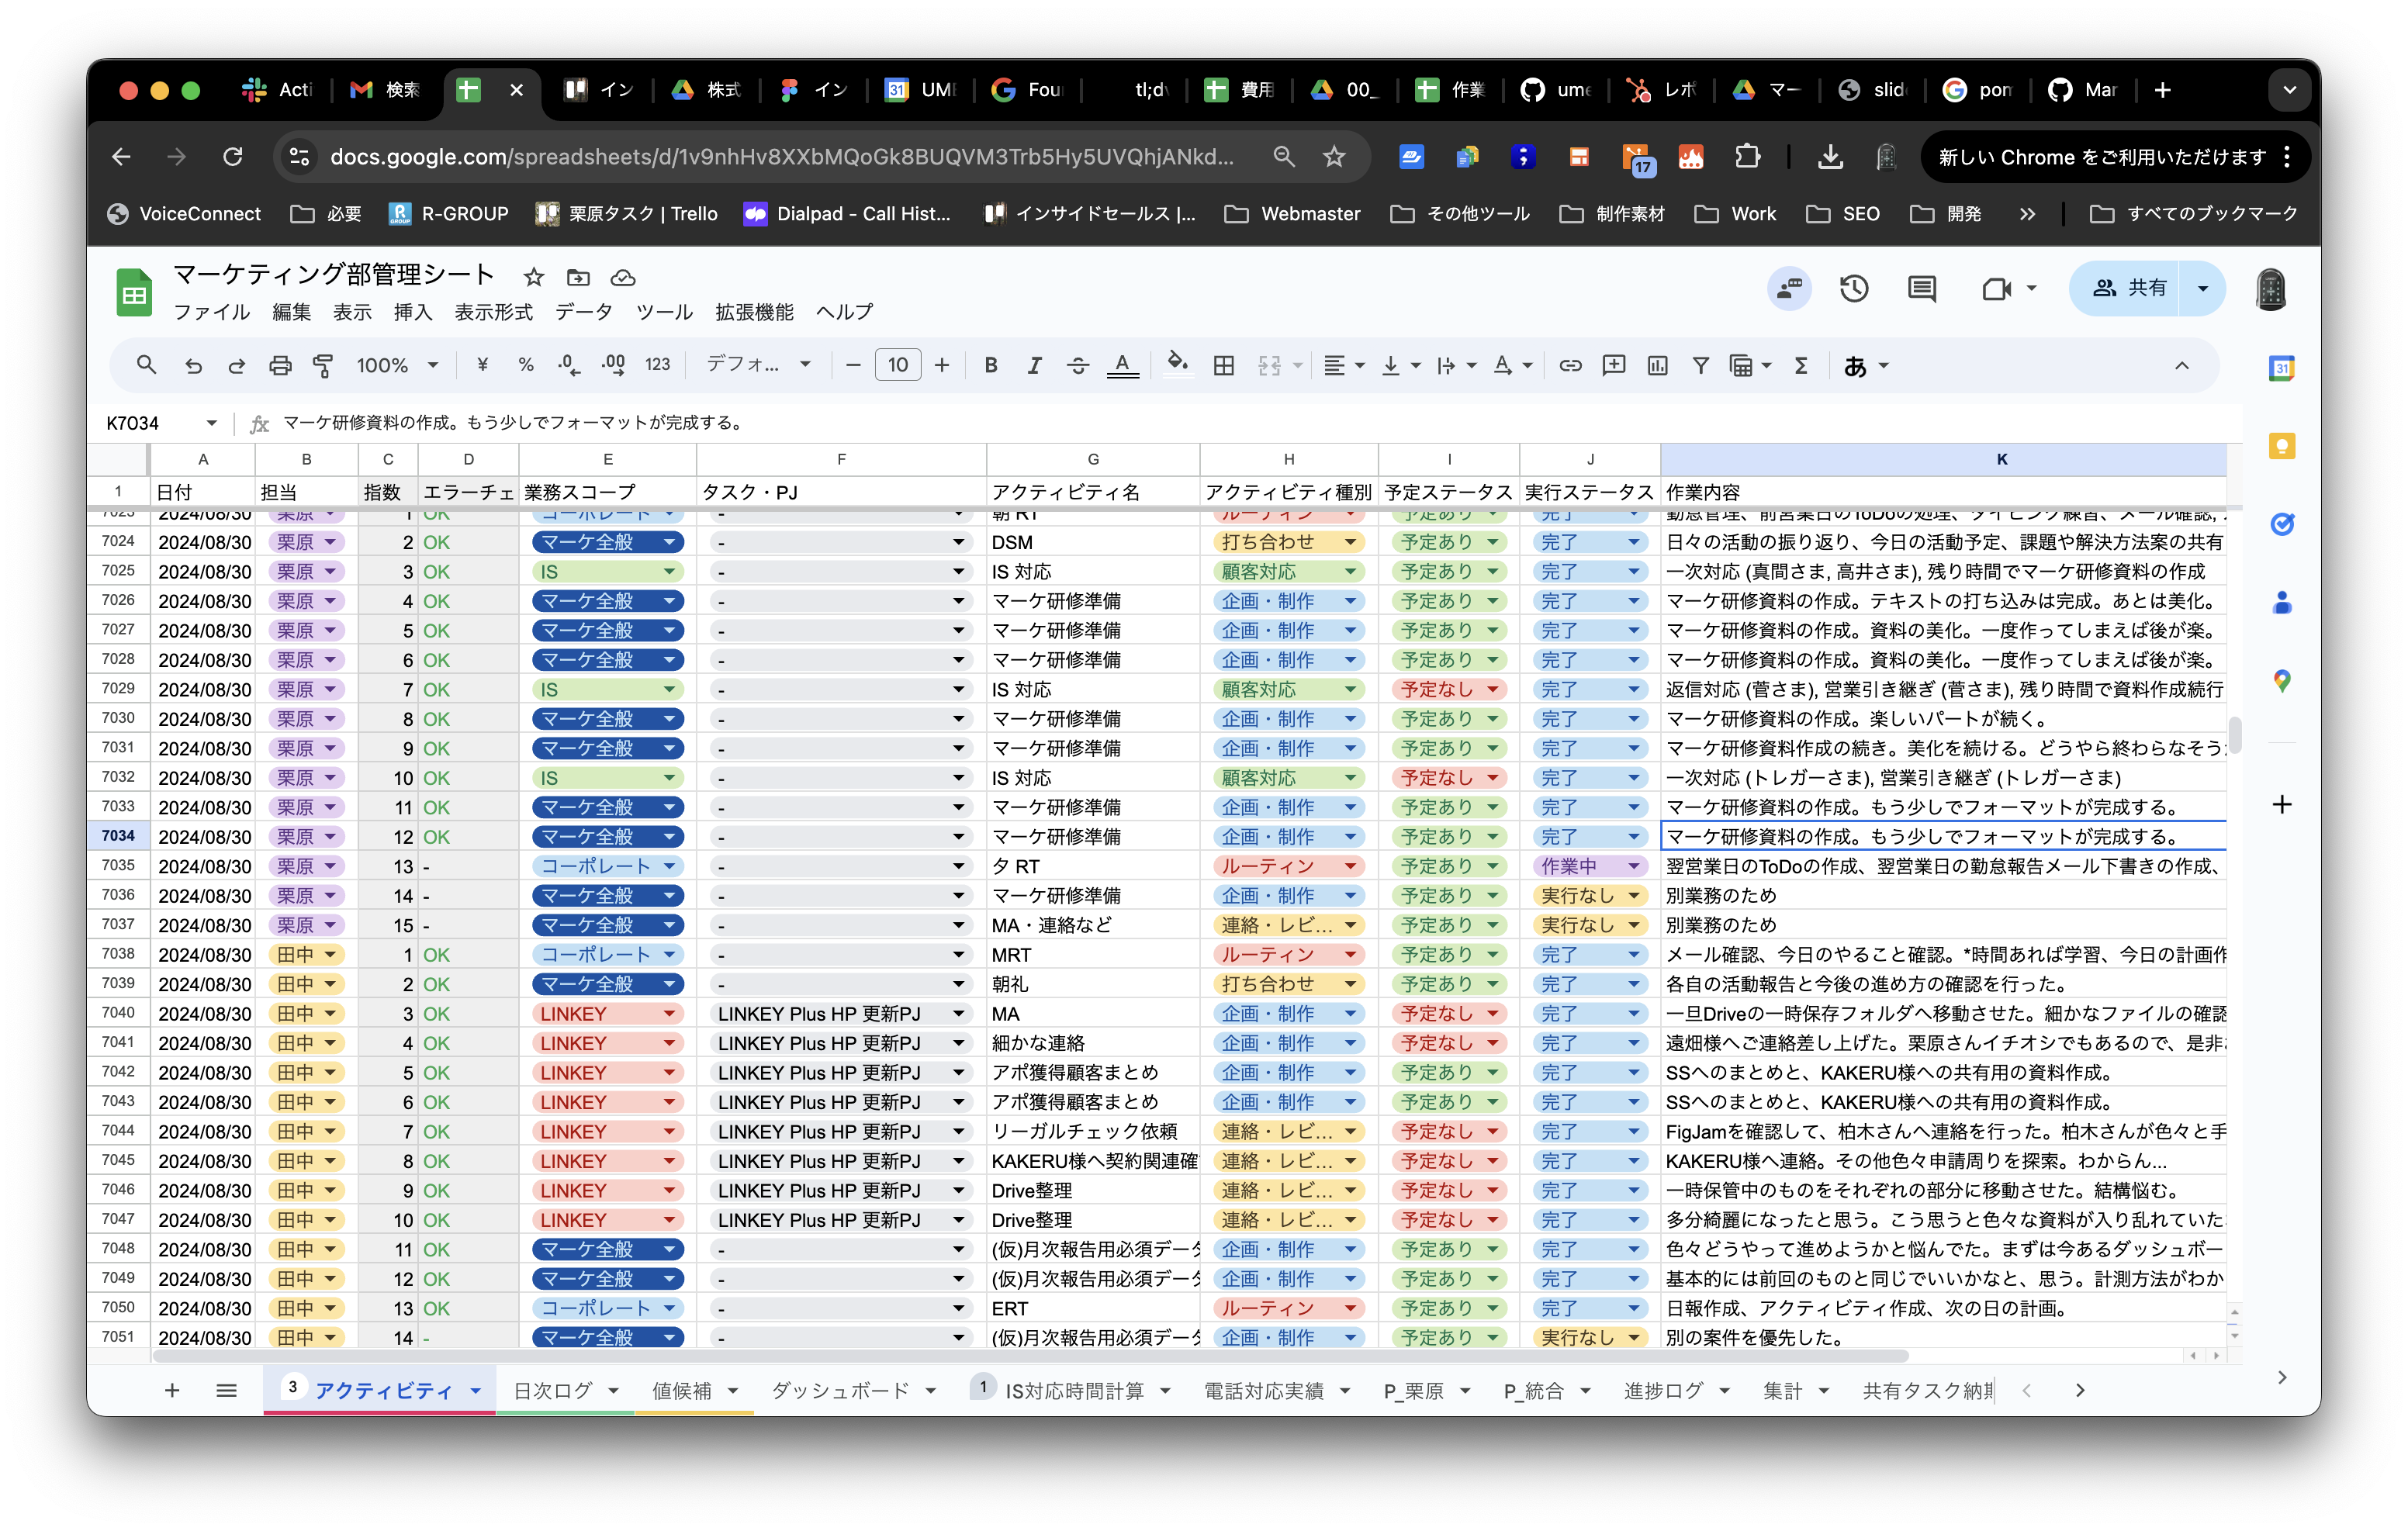 Acti 検索 イン 株式 イン UME Fou tl;dv 費用 00_ 作業 ume レポ マー slide pom Mar
docs.google.com/spreadsheets/d/1v9nhHv8XXbMQoGk8BUQVM3Trb5Hy5UVQhjANkd... 17 新しい Chrome をご利用いただけます
VoiceConnect 必要 R-GROUP 栗原タスク | Trello Dialpad - Call Hist... インサイドセールス |... Webmaster その他ツール 制作素材 Work SEO 開発 すべてのブックマーク
マーケティング部管理シート
ファイル 編集 表示 挿入 表示形式 データ ツール 拡張機能 ヘルプ 共有
100% ¥ % .0 .00 123 デフォ... 10 B I A あ
K7034 fx マーケ研修資料の作成。もう少しでフォーマットが完成する。
A B C D E F G H I J K
1 日付 担当 指数 エラーチェ 業務スコープ タスク・PJ アクティビティ名 アクティビティ種別 予定ステータス 実行ステータス 作業内容
7023 2024/08/30 栗原 1 OK コーポレート - 朝 RT ルーティン 予定あり 完了 勤怠管理、前営業日のToDoの処理、タイピング練習、メール確認,
7024 2024/08/30 栗原 2 OK マーケ全般 - DSM 打ち合わせ 予定あり 完了 日々の活動の振り返り、今日の活動予定、課題や解決方法案の共有
7025 2024/08/30 栗原 3 OK IS - IS 対応 顧客対応 予定あり 完了 一次対応 (真間さま, 高井さま), 残り時間でマーケ研修資料の作成
7026 2024/08/30 栗原 4 OK マーケ全般 - マーケ研修準備 企画・制作 予定あり 完了 マーケ研修資料の作成。テキストの打ち込みは完成。あとは美化。
7027 2024/08/30 栗原 5 OK マーケ全般 - マーケ研修準備 企画・制作 予定あり 完了 マーケ研修資料の作成。資料の美化。一度作ってしまえば後が楽。
7028 2024/08/30 栗原 6 OK マーケ全般 - マーケ研修準備 企画・制作 予定あり 完了 マーケ研修資料の作成。資料の美化。一度作ってしまえば後が楽。
7029 2024/08/30 栗原 7 OK IS - IS 対応 顧客対応 予定なし 完了 返信対応 (菅さま), 営業引き継ぎ (菅さま), 残り時間で資料作成続行
7030 2024/08/30 栗原 8 OK マーケ全般 - マーケ研修準備 企画・制作 予定あり 完了 マーケ研修資料の作成。楽しいパートが続く。
7031 2024/08/30 栗原 9 OK マーケ全般 - マーケ研修準備 企画・制作 予定あり 完了 マーケ研修資料作成の続き。美化を続ける。どうやら終わらなそう
7032 2024/08/30 栗原 10 OK IS - IS 対応 顧客対応 予定なし 完了 一次対応 (トレガーさま), 営業引き継ぎ (トレガーさま)
7033 2024/08/30 栗原 11 OK マーケ全般 - マーケ研修準備 企画・制作 予定あり 完了 マーケ研修資料の作成。もう少しでフォーマットが完成する。
7034 2024/08/30 栗原 12 OK マーケ全般 - マーケ研修準備 企画・制作 予定あり 完了 マーケ研修資料の作成。もう少しでフォーマットが完成する。
7035 2024/08/30 栗原 13 - コーポレート - 夕 RT ルーティン 予定あり 作業中 翌営業日のToDoの作成、翌営業日の勤怠報告メール下書きの作成、
7036 2024/08/30 栗原 14 - マーケ全般 - マーケ研修準備 企画・制作 予定あり 実行なし 別業務のため
7037 2024/08/30 栗原 15 - マーケ全般 - MA・連絡など 連絡・レビ... 予定あり 実行なし 別業務のため
7038 2024/08/30 田中 1 OK コーポレート - MRT ルーティン 予定あり 完了 メール確認、今日のやること確認。*時間あれば学習、今日の計画作
7039 2024/08/30 田中 2 OK マーケ全般 - 朝礼 打ち合わせ 予定あり 完了 各自の活動報告と今後の進め方の確認を行った。
7040 2024/08/30 田中 3 OK LINKEY LINKEY Plus HP 更新PJ MA 企画・制作 予定なし 完了 一旦Driveの一時保存フォルダへ移動させた。細かなファイルの確認
7041 2024/08/30 田中 4 OK LINKEY LINKEY Plus HP 更新PJ 細かな連絡 企画・制作 予定なし 完了 遠畑様へご連絡差し上げた。栗原さんイチオシでもあるので、是非
7042 2024/08/30 田中 5 OK LINKEY LINKEY Plus HP 更新PJ アポ獲得顧客まとめ 企画・制作 予定あり 完了 SSへのまとめと、KAKERU様への共有用の資料作成。
7043 2024/08/30 田中 6 OK LINKEY LINKEY Plus HP 更新PJ アポ獲得顧客まとめ 企画・制作 予定あり 完了 SSへのまとめと、KAKERU様への共有用の資料作成。
7044 2024/08/30 田中 7 OK LINKEY LINKEY Plus HP 更新PJ リーガルチェック依頼 連絡・レビ... 予定なし 完了 FigJamを確認して、柏木さんへ連絡を行った。柏木さんが色々と手
7045 2024/08/30 田中 8 OK LINKEY LINKEY Plus HP 更新PJ KAKERU様へ契約関連確 連絡・レビ... 予定なし 完了 KAKERU様へ連絡。その他色々申請周りを探索。わからん...
7046 2024/08/30 田中 9 OK LINKEY LINKEY Plus HP 更新PJ Drive整理 連絡・レビ... 予定なし 完了 一時保管中のものをそれぞれの部分に移動させた。結構悩む。
7047 2024/08/30 田中 10 OK LINKEY LINKEY Plus HP 更新PJ Drive整理 連絡・レビ... 予定なし 完了 多分綺麗になったと思う。こう思うと色々な資料が入り乱れていた
7048 2024/08/30 田中 11 OK マーケ全般 - (仮)月次報告用必須データ 企画・制作 予定あり 完了 色々どうやって進めようかと悩んでた。まずは今あるダッシュボー
7049 2024/08/30 田中 12 OK マーケ全般 - (仮)月次報告用必須データ 企画・制作 予定あり 完了 基本的には前回のものと同じでいいかなと、思う。計測方法がわか
7050 2024/08/30 田中 13 OK コーポレート - ERT ルーティン 予定あり 完了 日報作成、アクティビティ作成、次の日の計画。
7051 2024/08/30 田中 14 - マーケ全般 - (仮)月次報告用必須データ 企画・制作 予定あり 実行なし 別の案件を優先した。
3 アクティビティ 日次ログ 値候補 ダッシュボード 1 IS対応時間計算 電話対応実績 P_栗原 P_統合 進捗ログ 集計 共有タスク納期